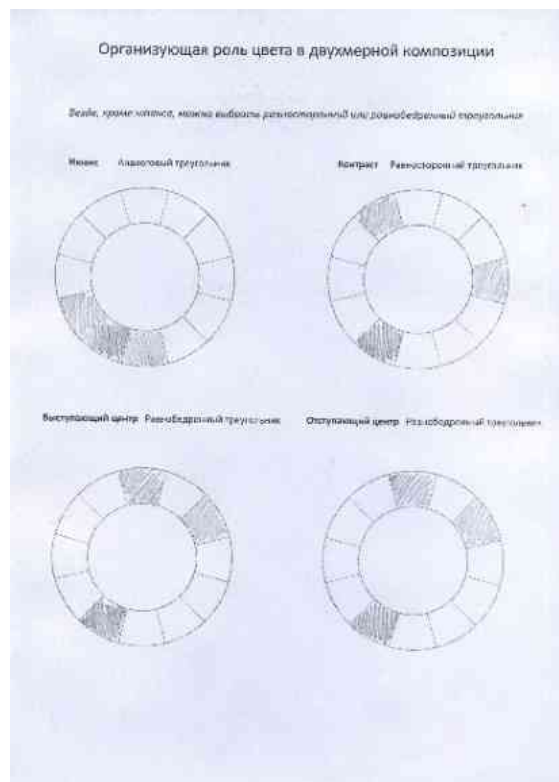 Организующая роль цвета в двухмерной композиции
Везде, кроме нюанса, можно выбрать равносторонний или равнобедренный треугольник
Нюанс Аналоговый треугольник
Контраст Равносторонний треугольник
Выступающий центр Равнобедренный треугольник
Отступающий центр Равнобедренный треугольник